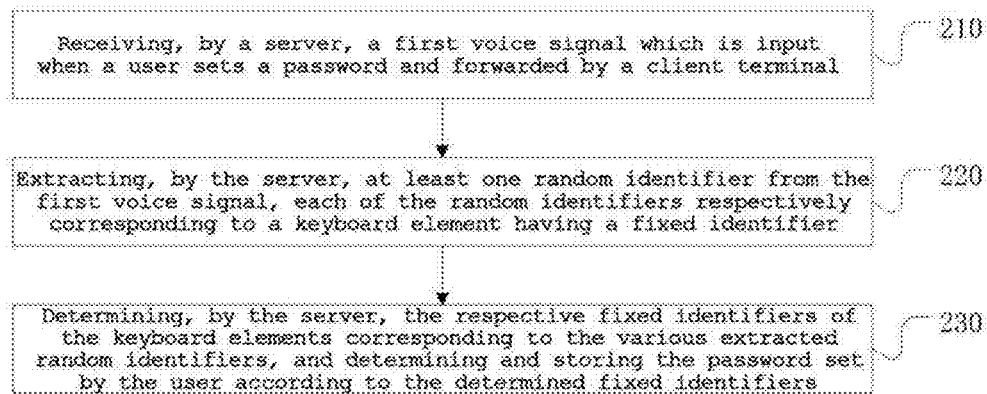 Receiving, by a server, a first voice signal which is input
when a user sets a password and forwarded by a client terminal
210
Extracting, by the server, at least one random identifier from the
first voice signal, each of the random identifiers respectively
corresponding to a keyboard element having a fixed identifier
220
Determining, by the server, the respective fixed identifiers of
the keyboard elements corresponding to the various extracted
random identifiers, and determining and storing the password set
by the user according to the determined fixed identifiers
230